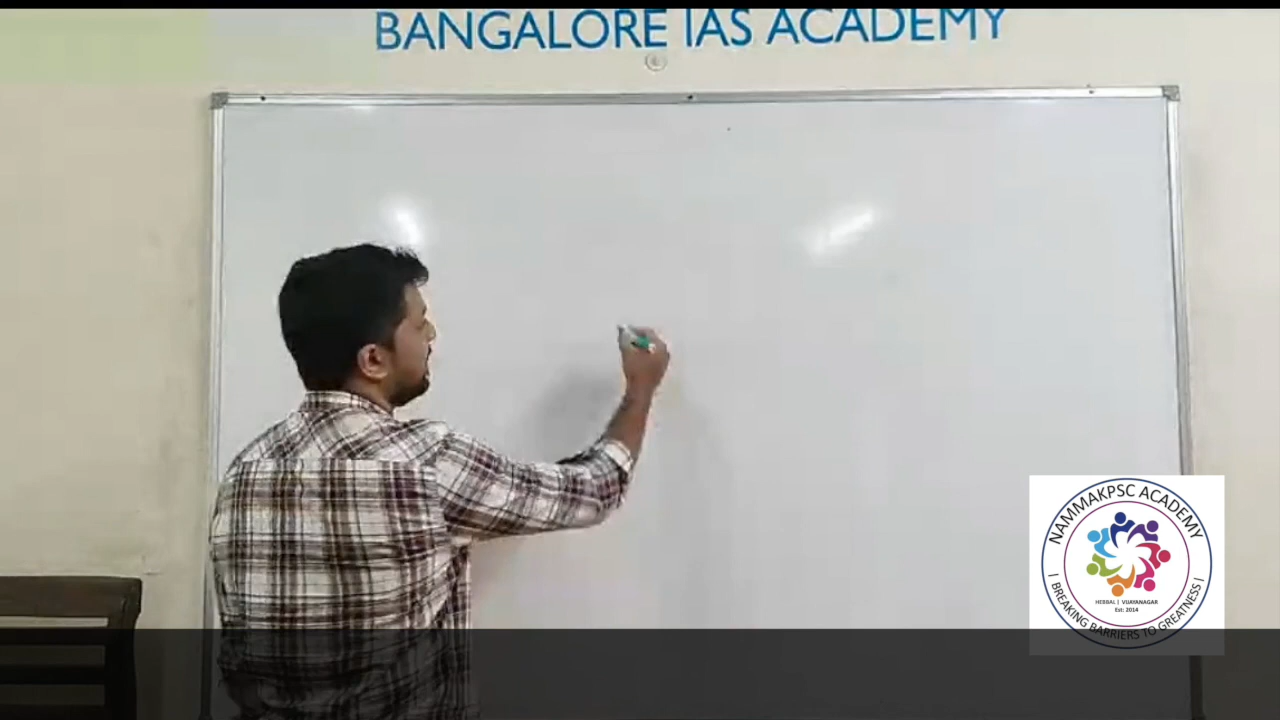 BANGALORE IAS ACADEMY
NAMMAKPSC ACADEMY
HEBBAL | VIJAYANAGAR
Est: 2014
| BREAKING BARRIERS TO GREATNESS |